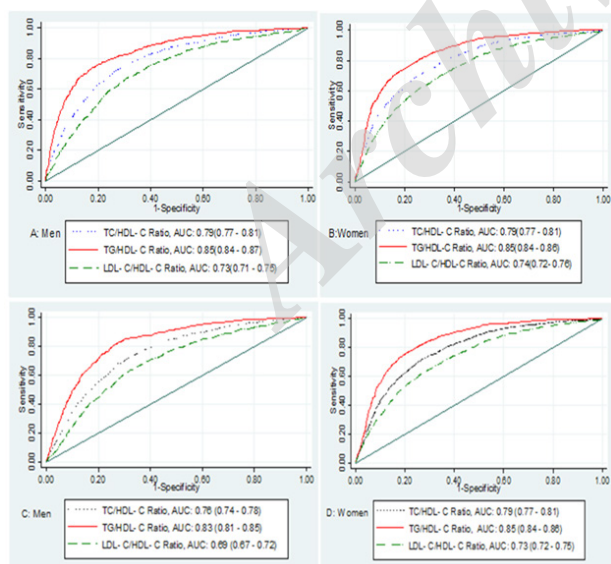 Sensitivity
0.00 0.20 0.40 0.60 0.80 1.00
0.00 0.20 0.40 0.60 0.80 1.00
1-Specificity
A: Men
TC/HDL- C Ratio, AUC: 0.79(0.77 - 0.81)
TG/HDL- C Ratio, AUC: 0.85(0.84 - 0.87)
LDL- C/HDL- C Ratio, AUC: 0.73(0.71 - 0.75)
Sensitivity
0.00 0.20 0.40 0.60 0.80 1.00
0.00 0.20 0.40 0.60 0.80 1.00
1-Specificity
B:Women
TC/HDL- C Ratio, AUC: 0.79(0.77 - 0.81)
TG/HDL- C Ratio, AUC: 0.85(0.84 - 0.86)
LDL- C/HDL-C Ratio, AUC: 0.74(0.72- 0.76)
Sensitivity
0.00 0.20 0.40 0.60 0.80 1.00
0.00 0.20 0.40 0.60 0.80 1.00
1-Specificity
C: Men
TC/HDL- C Ratio, AUC: 0.76 (0.74 - 0.78)
TG/HDL- C Ratio, AUC: 0.83 (0.81 - 0.85)
LDL- C/HDL- C Ratio, AUC: 0.69 (0.67 - 0.72)
Sensitivity
0.00 0.20 0.40 0.60 0.80 1.00
0.00 0.20 0.40 0.60 0.80 1.00
1-Specificity
D: Women
TC/HDL- C Ratio, AUC: 0.79 (0.77 - 0.81)
TG/HDL- C Ratio, AUC: 0.85 (0.84 - 0.86)
LDL- C/HDL- C Ratio, AUC: 0.73 (0.72 - 0.75)